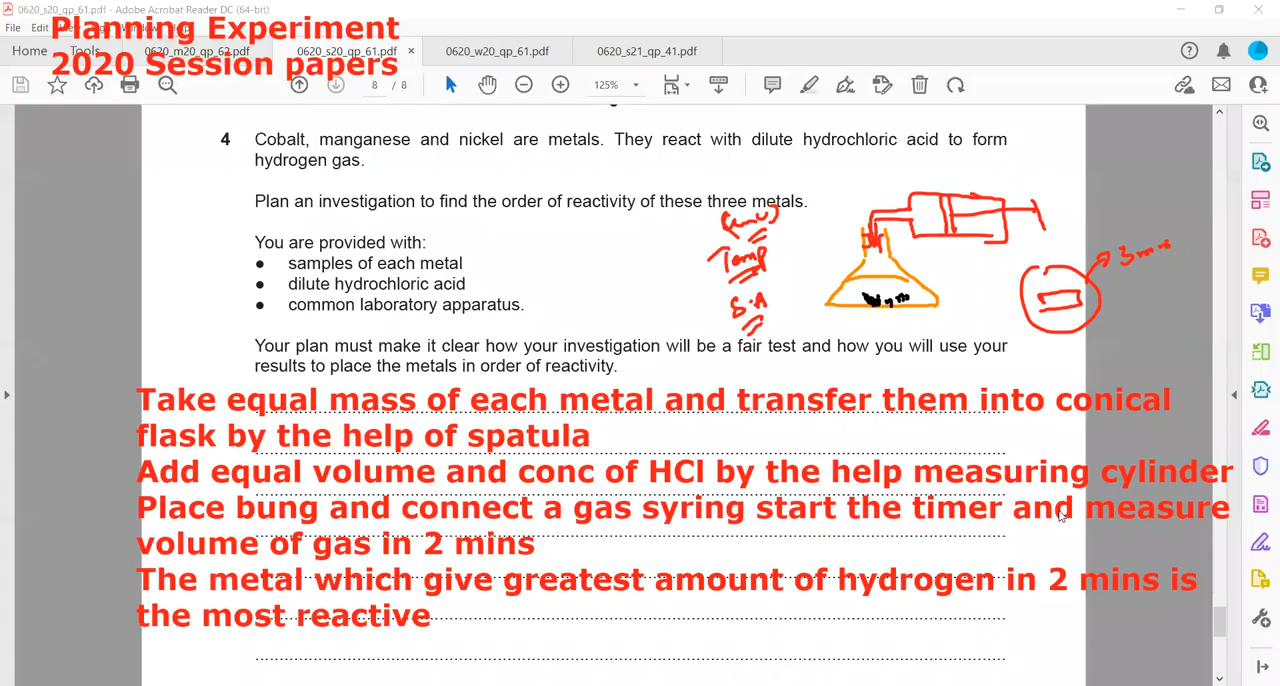 0620_s20_qp_61.pdf - Adobe Acrobat Reader DC (64-bit)
File Edit
Planning Experiment
Home Tools 0620_m20_qp_62.pdf 0620_s20_qp_61.pdf × 0620_w20_qp_61.pdf 0620_s21_qp_41.pdf
2020 Session papers
8 / 8 125%
4 Cobalt, manganese and nickel are metals. They react with dilute hydrochloric acid to form
hydrogen gas.
Plan an investigation to find the order of reactivity of these three metals.
You are provided with:
● samples of each metal
● dilute hydrochloric acid
● common laboratory apparatus.
Temp
S.A
3 mins
Your plan must make it clear how your investigation will be a fair test and how you will use your
results to place the metals in order of reactivity.
Take equal mass of each metal and transfer them into conical
flask by the help of spatula
Add equal volume and conc of HCl by the help measuring cylinder
Place bung and connect a gas syring start the timer and measure
volume of gas in 2 mins
The metal which give greatest amount of hydrogen in 2 mins is
the most reactive